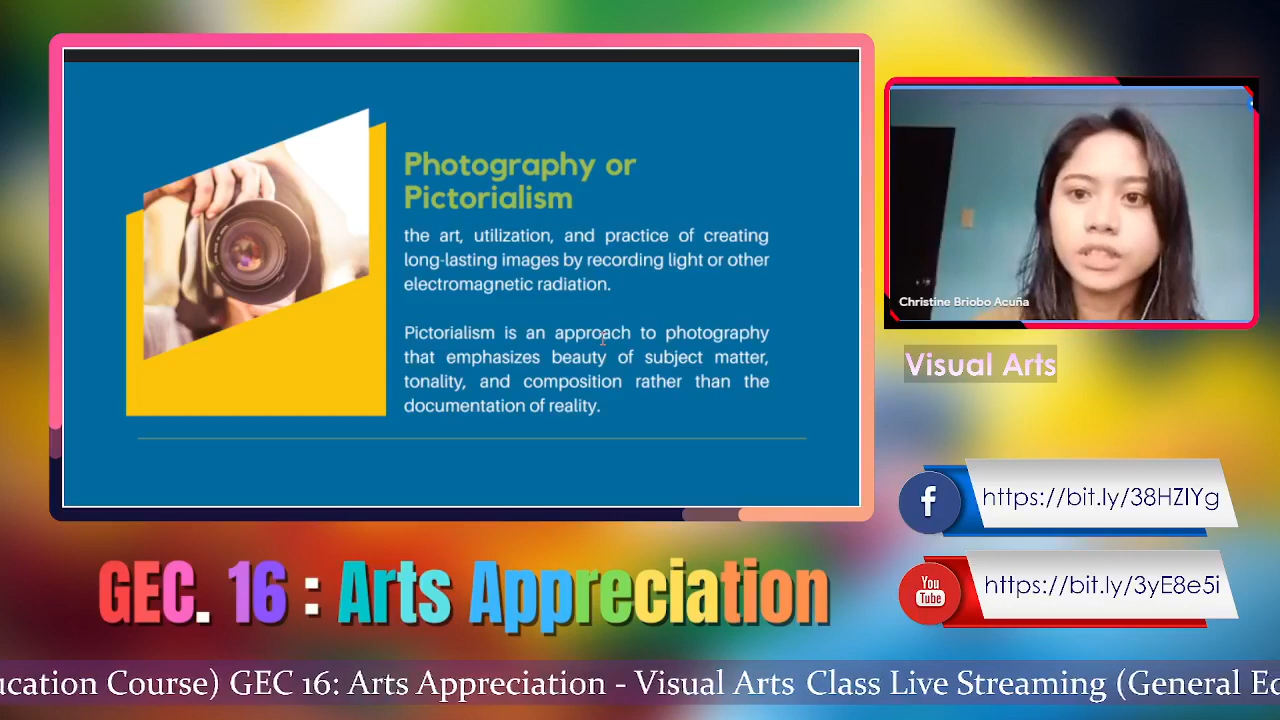 Photography or
Pictorialism
the art, utilization, and practice of creating
long-lasting images by recording light or other
electromagnetic radiation.
Pictorialism is an approach to photography
that emphasizes beauty of subject matter,
tonality, and composition rather than the
documentation of reality.
Christine Briobo Acuña
Visual Arts
f
https://bit.ly/38HZIYg
You
Tube
https://bit.ly/3yE8e5i
GEC. 16 : Arts Appreciation
ucation Course) GEC 16: Arts Appreciation - Visual Arts Class Live Streaming (General Ed